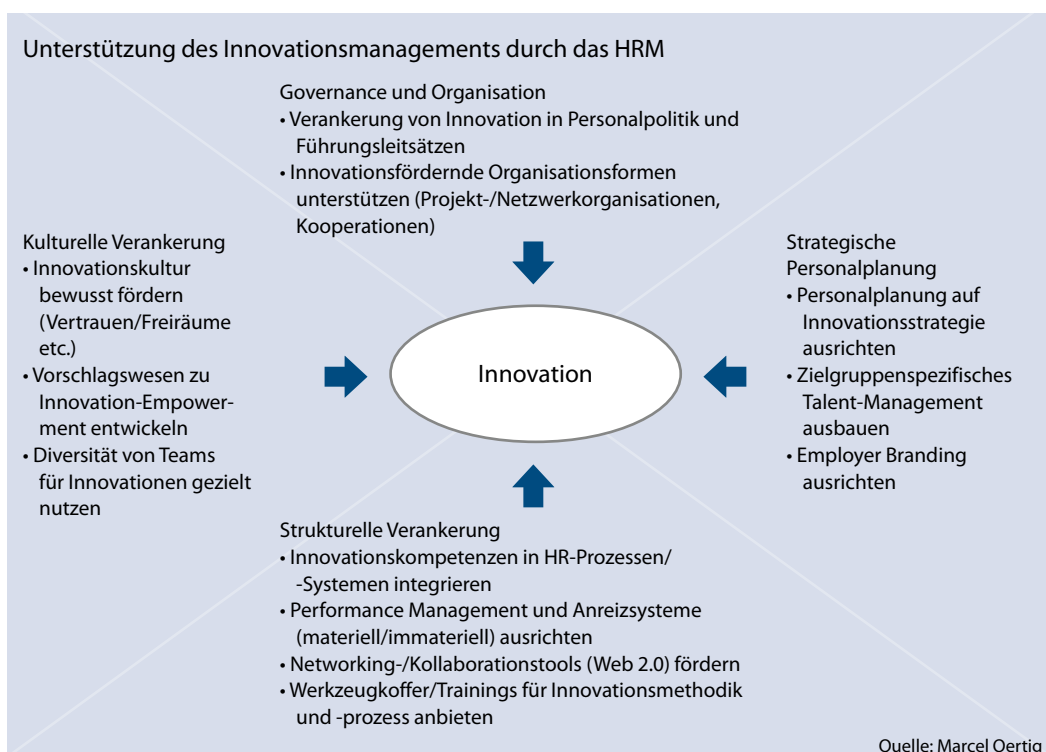 Unterstützung des Innovationsmanagements durch das HRM
Governance und Organisation
• Verankerung von Innovation in Personalpolitik und
Führungsleitsätzen
• Innovationsfördernde Organisationsformen
unterstützen (Projekt-/Netzwerkorganisationen,
Kooperationen)
Kulturelle Verankerung
• Innovationskultur
bewusst fördern
(Vertrauen/Freiräume
etc.)
• Vorschlagswesen zu
Innovation-Empower-
ment entwickeln
• Diversität von Teams
für Innovationen gezielt
nutzen
Innovation
Strategische
Personalplanung
• Personalplanung auf
Innovationsstrategie
ausrichten
• Zielgruppenspezifisches
Talent-Management
ausbauen
• Employer Branding
ausrichten
Strukturelle Verankerung
• Innovationskompetenzen in HR-Prozessen/
-Systemen integrieren
• Performance Management und Anreizsysteme
(materiell/immateriell) ausrichten
• Networking-/Kollaborationstools (Web 2.0) fördern
• Werkzeugkoffer/Trainings für Innovationsmethodik
und -prozess anbieten
Quelle: Marcel Oertig